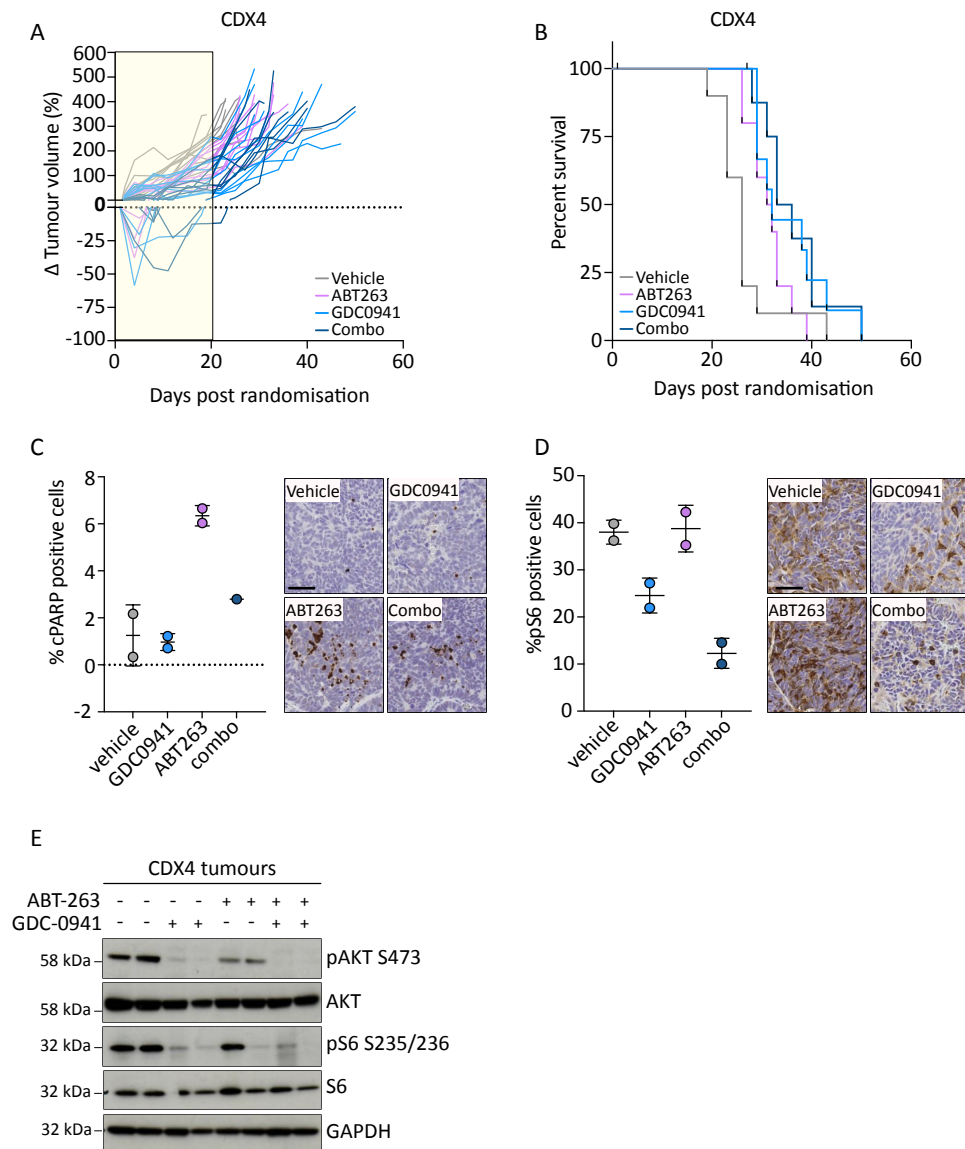 CDX4
A
Δ Tumour volume (%)
600
500
400
300
200
100
0
0
-25
-50
-75
-100
0 20 40 60
Days post randomisation
Vehicle
ABT263
GDC0941
Combo
CDX4
B
Percent survival
100
75
50
25
0
0 20 40 60
Days post randomisation
Vehicle
ABT263
GDC0941
Combo
C
% cPARP positive cells
8
6
4
2
0
-2
vehicle
GDC0941
ABT263
combo
Vehicle
GDC0941
ABT263
Combo
D
%pS6 positive cells
50
40
30
20
10
0
vehicle
GDC0941
ABT263
combo
Vehicle
GDC0941
ABT263
Combo
E
CDX4 tumours
ABT-263 - - - - + + + +
GDC-0941 - - + + - - + +
58 kDa pAKT S473
58 kDa AKT
32 kDa pS6 S235/236
32 kDa S6
32 kDa GAPDH